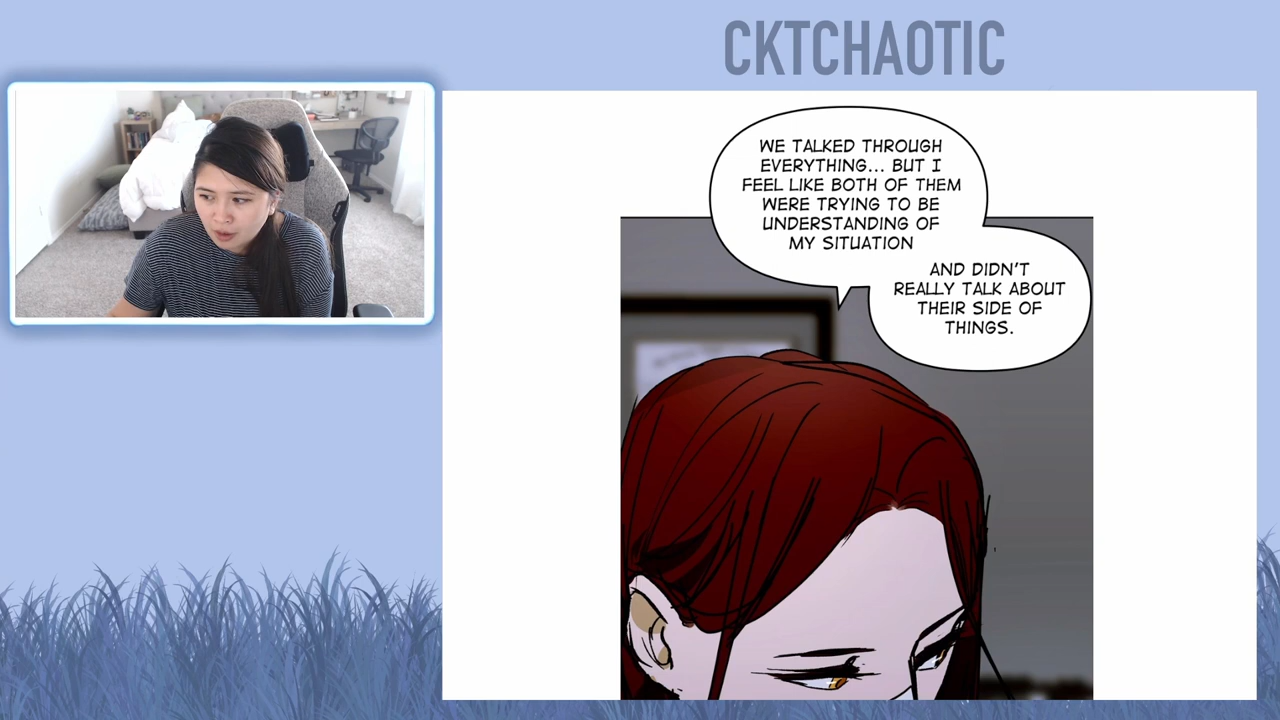 CKTCHAOTIC
WE TALKED THROUGH
EVERYTHING... BUT I
FEEL LIKE BOTH OF THEM
WERE TRYING TO BE
UNDERSTANDING OF
MY SITUATION
AND DIDN'T
REALLY TALK ABOUT
THEIR SIDE OF
THINGS.